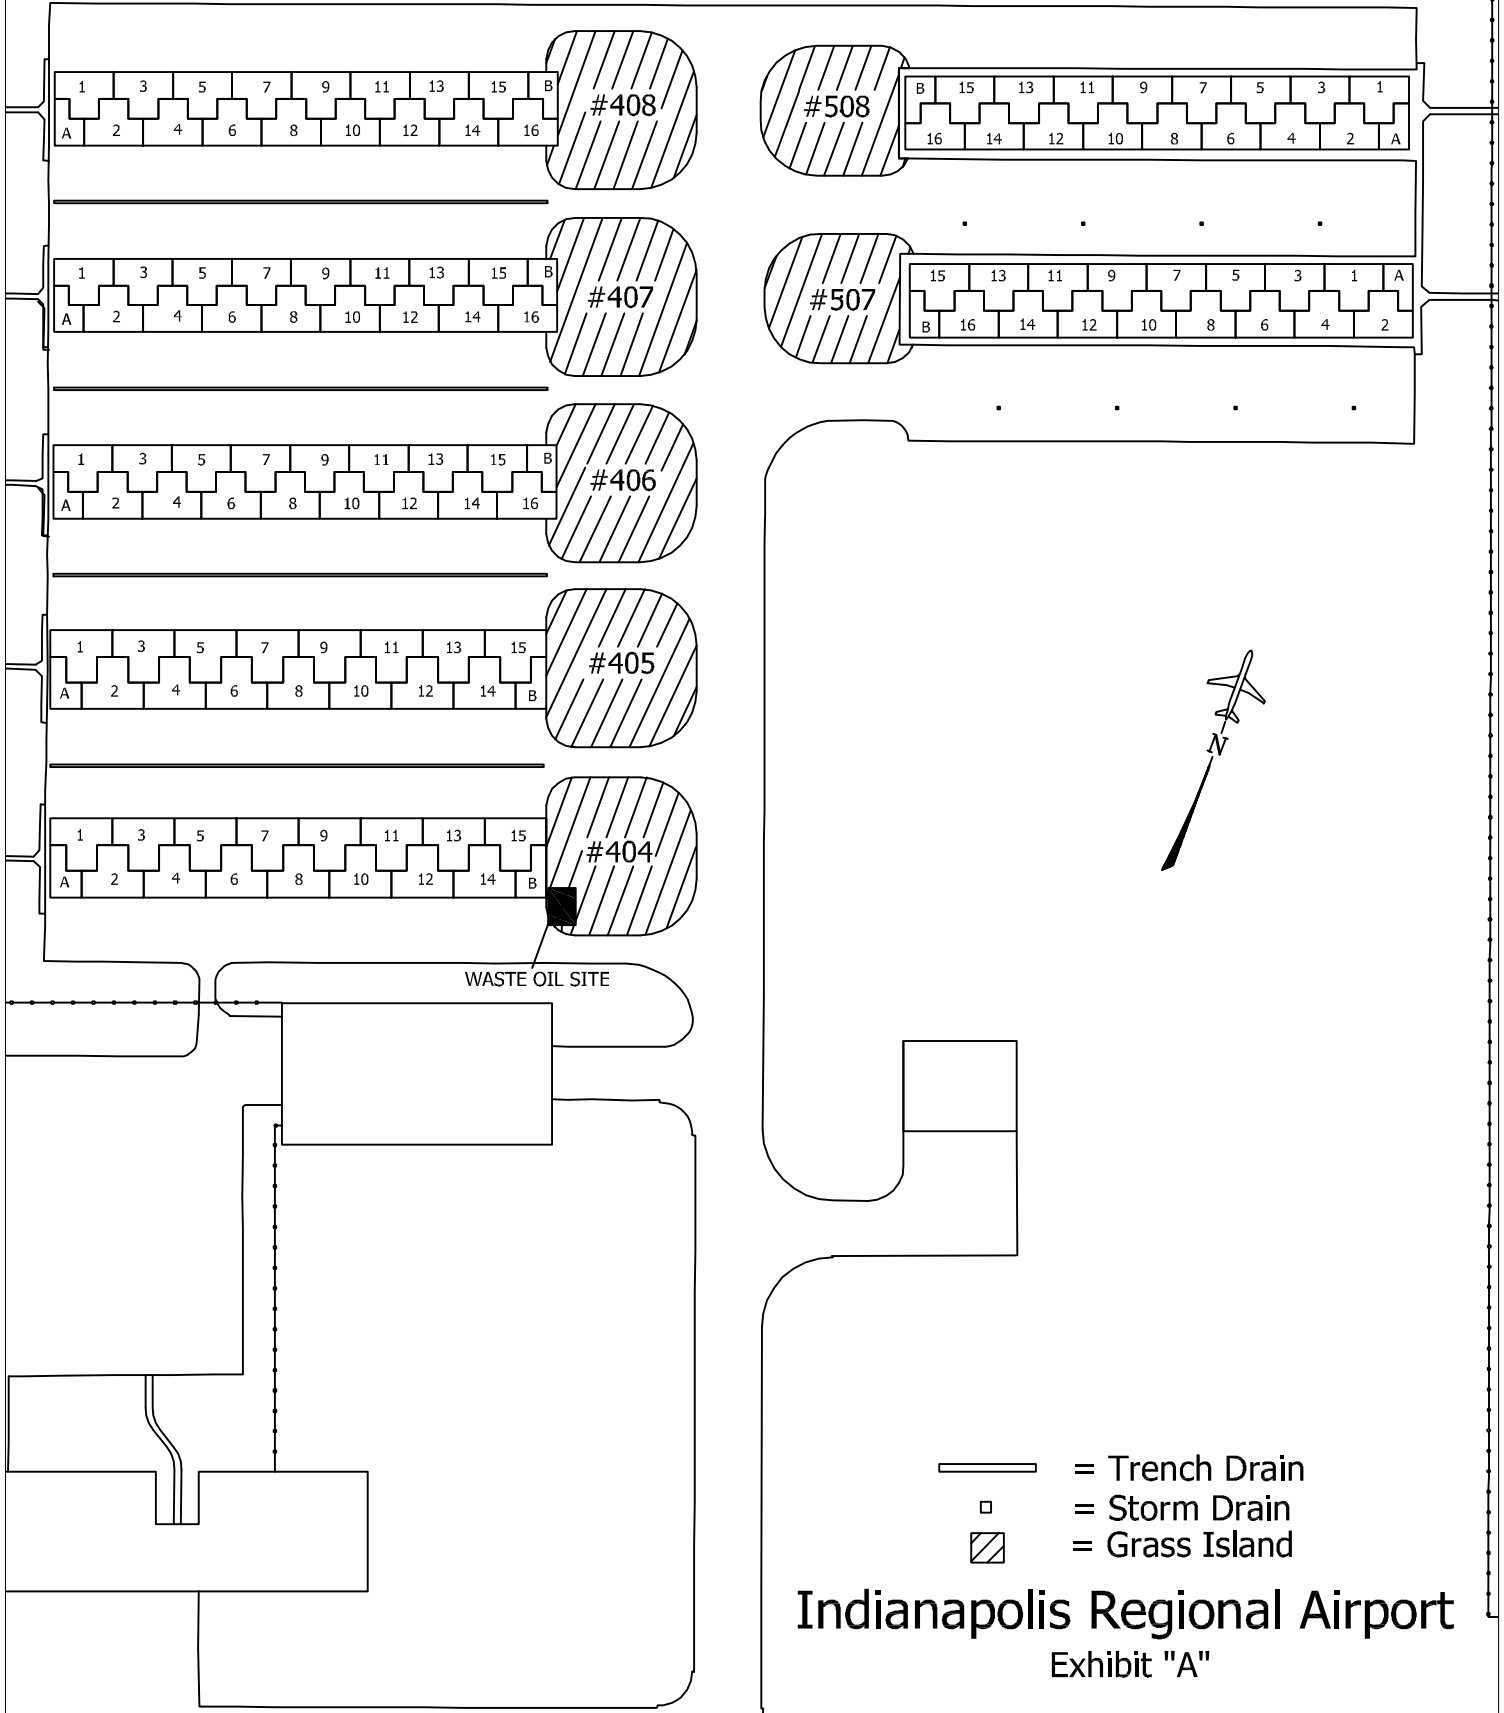 1 3 5 7 9 11 13 15 B
A 2 4 6 8 10 12 14 16
#408
#508
B 15 13 11 9 7 5 3 1
16 14 12 10 8 6 4 2 A
1 3 5 7 9 11 13 15 B
A 2 4 6 8 10 12 14 16
#407
#507
15 13 11 9 7 5 3 1 A
B 16 14 12 10 8 6 4 2
1 3 5 7 9 11 13 15 B
A 2 4 6 8 10 12 14 16
#406
1 3 5 7 9 11 13 15
A 2 4 6 8 10 12 14 B
#405
N
1 3 5 7 9 11 13 15
A 2 4 6 8 10 12 14 B
#404
WASTE OIL SITE
= Trench Drain
= Storm Drain
= Grass Island
Indianapolis Regional Airport
Exhibit "A"